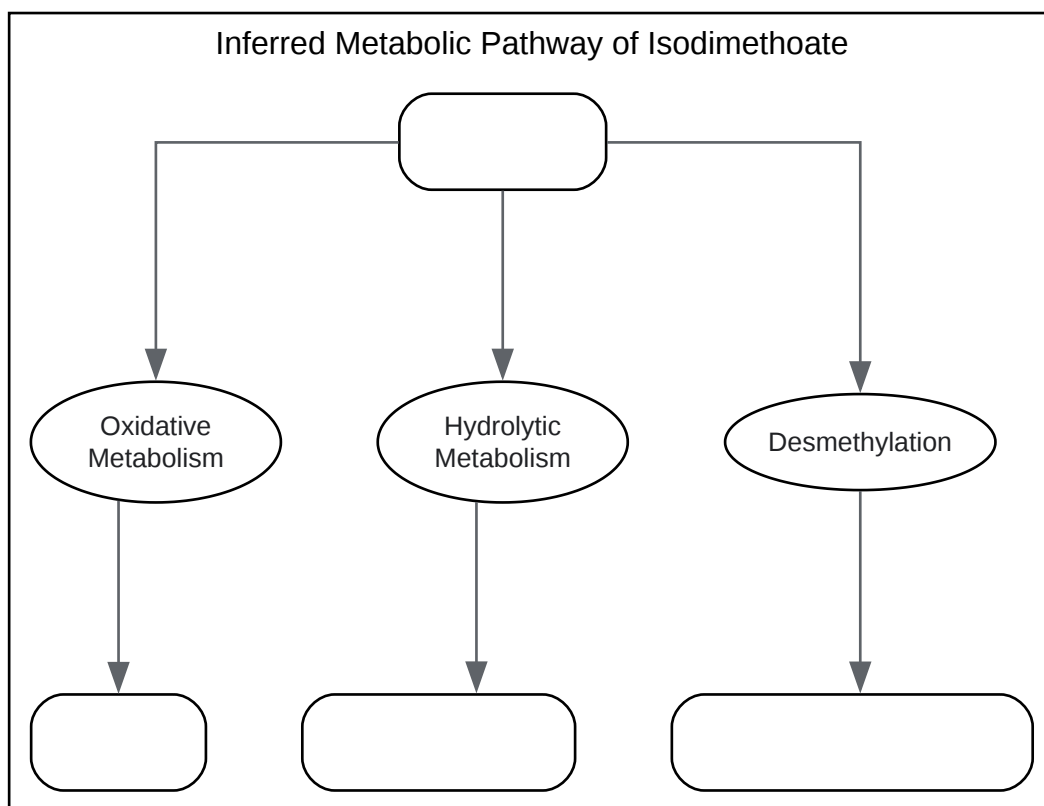 Inferred Metabolic Pathway of Isodimethoate
Oxidative
Metabolism
Hydrolytic
Metabolism
Desmethylation